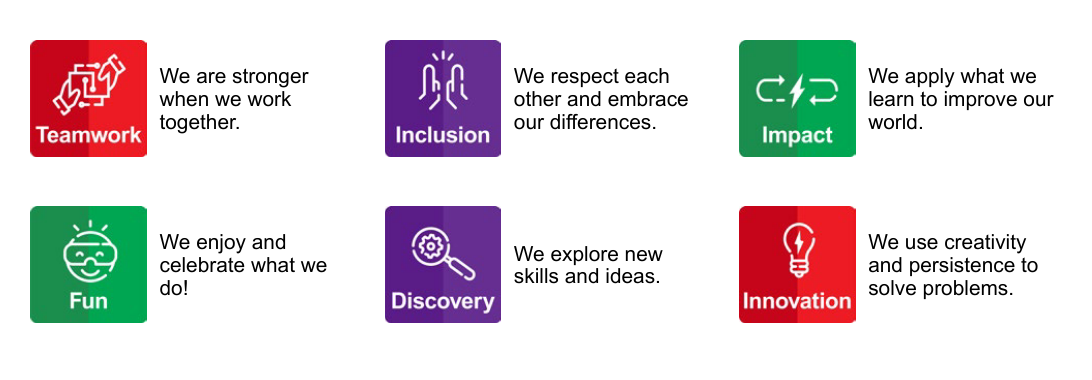 Teamwork
We are stronger
when we work
together.
Inclusion
We respect each
other and embrace
our differences.
Impact
We apply what we
learn to improve our
world.
Fun
We enjoy and
celebrate what we
do!
Discovery
We explore new
skills and ideas.
Innovation
We use creativity
and persistence to
solve problems.